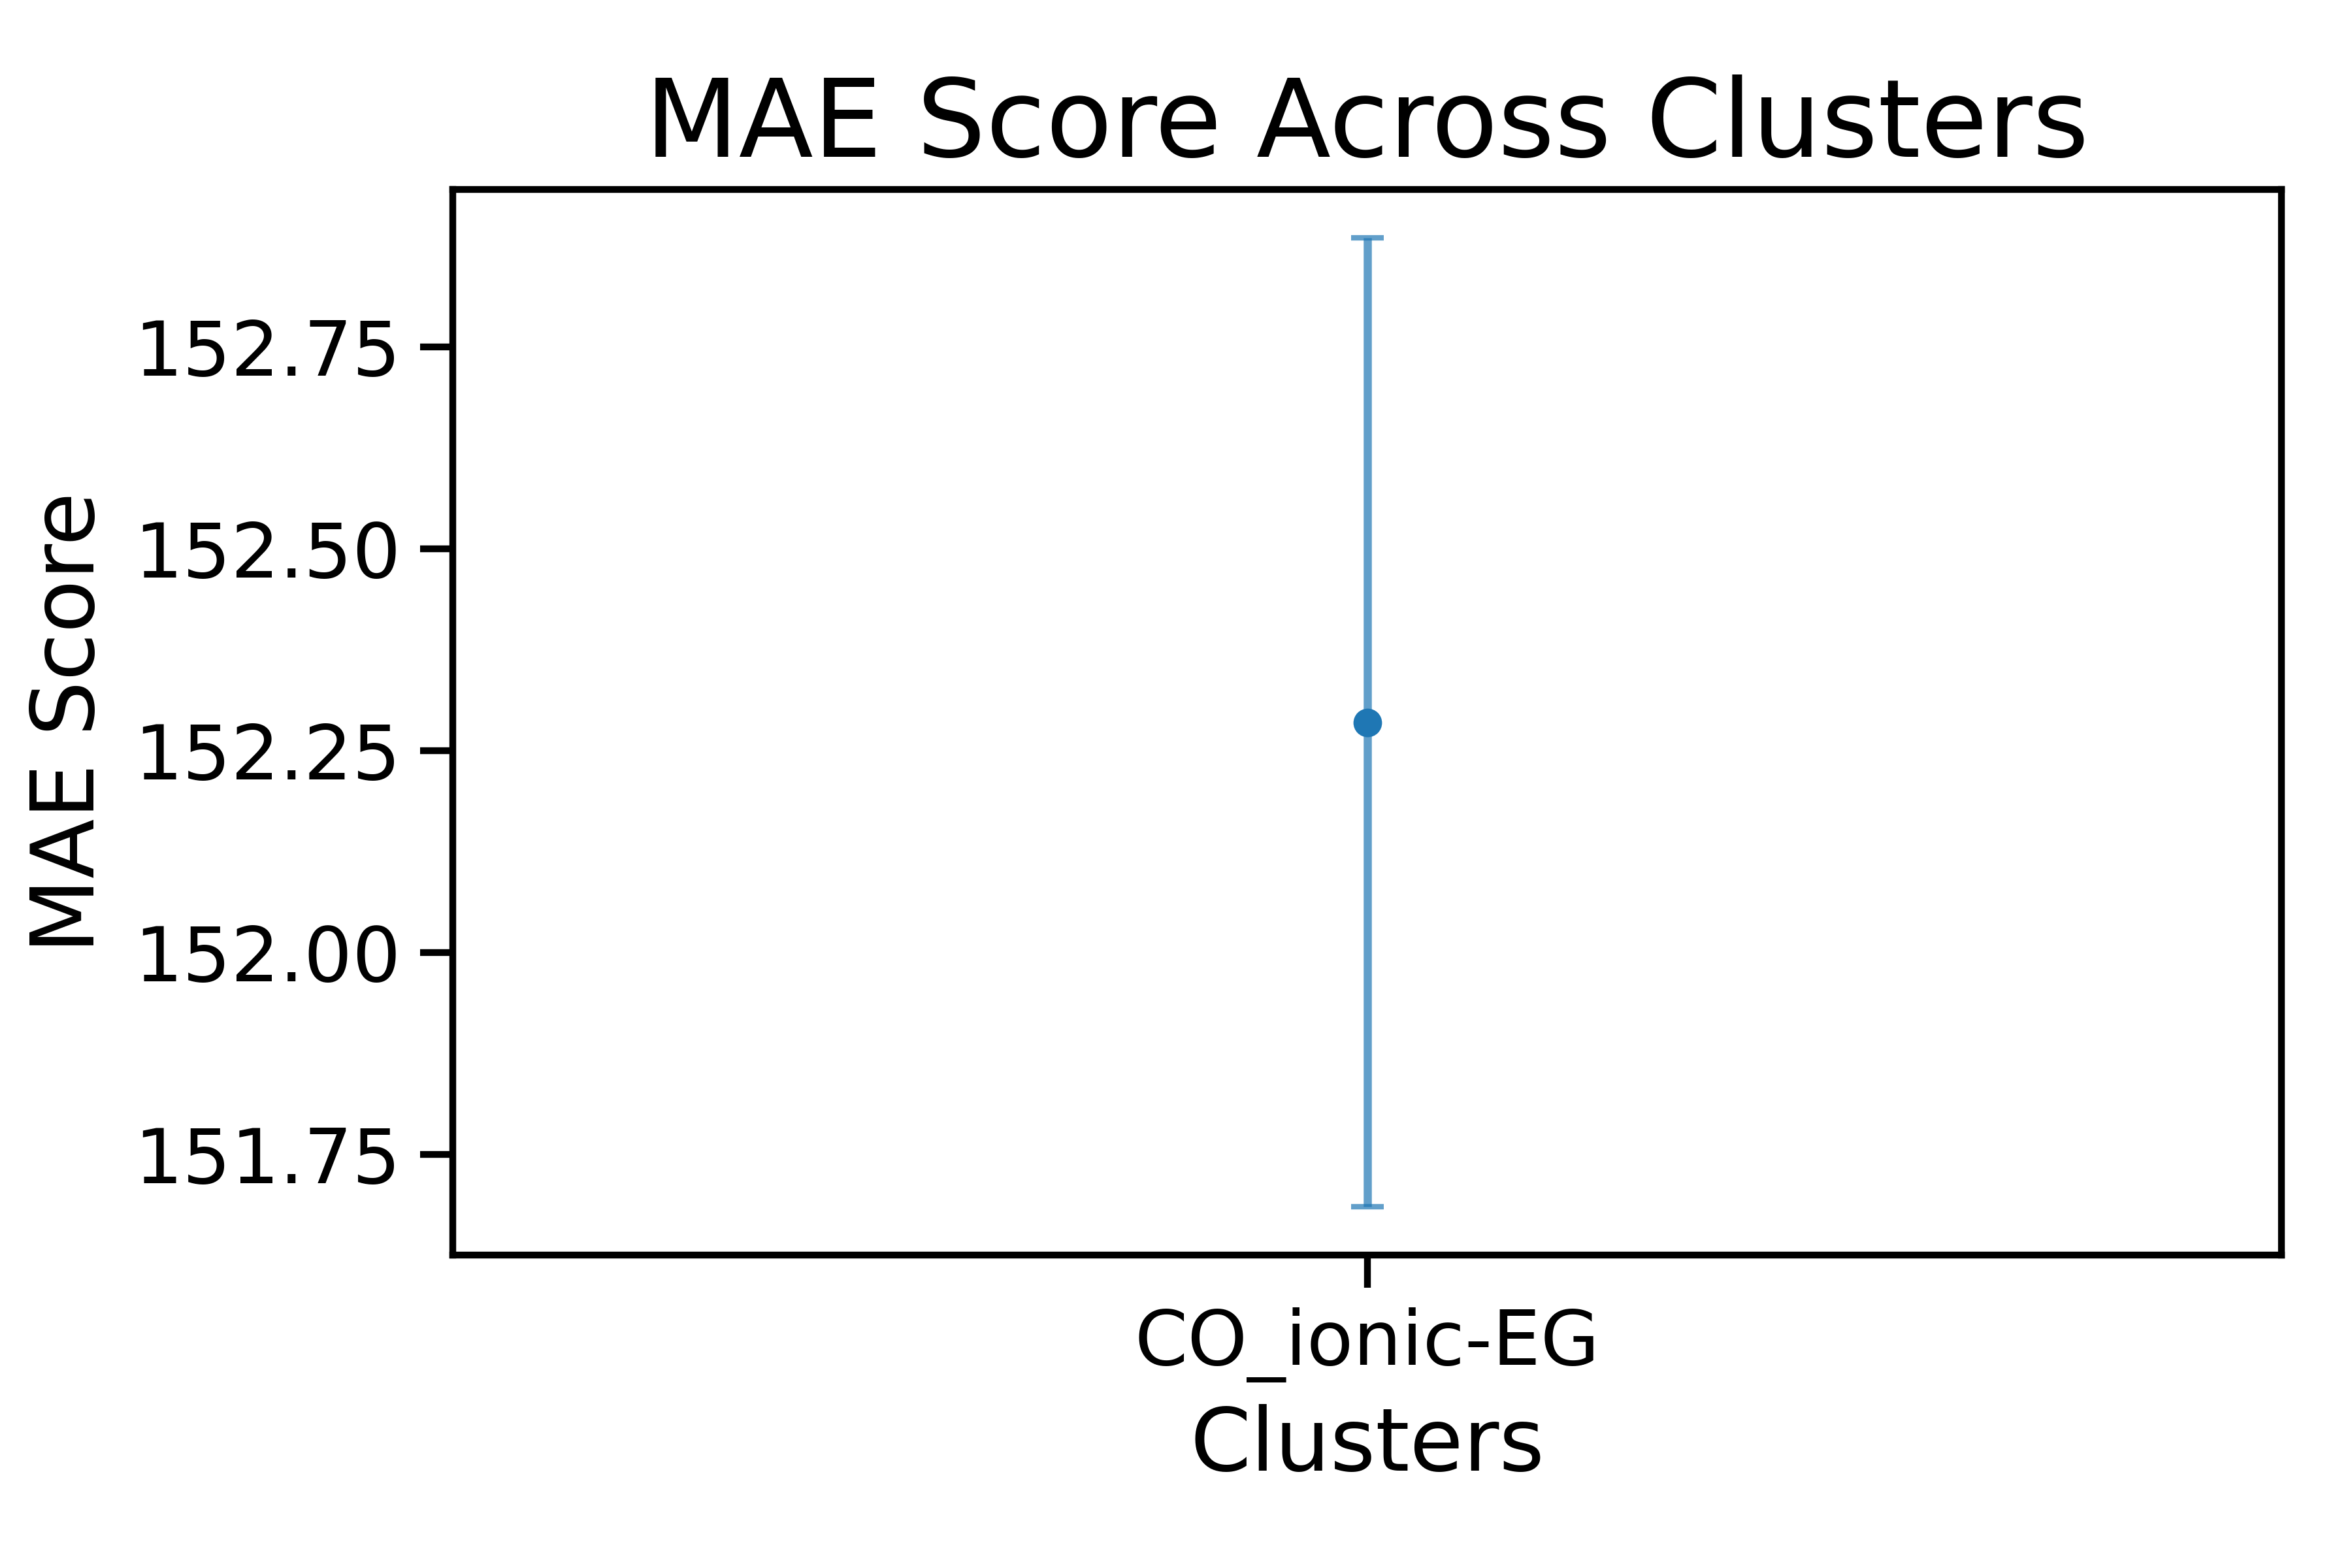 MAE Score Across Clusters
MAE Score
152.75
152.50
152.25
152.00
151.75
CO_ionic-EG
Clusters